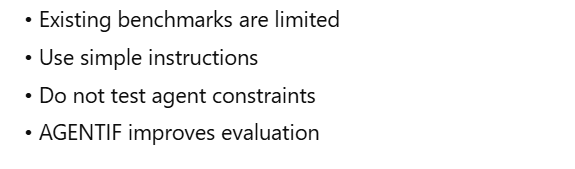 • Existing benchmarks are limited
• Use simple instructions
• Do not test agent constraints
• AGENTIF improves evaluation